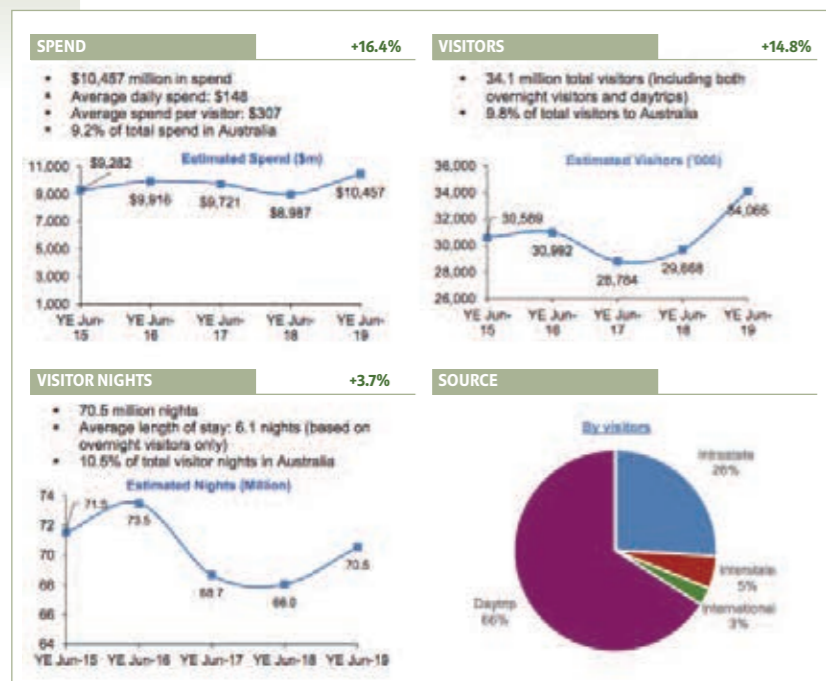 SPEND +16.4%
• $10,457 million in spend
• Average daily spend: $148
• Average spend per visitor: $307
• 9.2% of total spend in Australia
Estimated Spend ($m)
11,000
9,000
7,000
5,000
3,000
1,000
$9,282
$9,916
$9,721
$8,987
$10,457
YE Jun-15 YE Jun-16 YE Jun-17 YE Jun-18 YE Jun-19
VISITORS +14.8%
• 34.1 million total visitors (including both
overnight visitors and daytrips)
• 9.8% of total visitors to Australia
Estimated Visitors ('000)
36,000
34,000
32,000
30,000
28,000
26,000
30,589
30,992
28,784
29,668
34,065
YE Jun-15 YE Jun-16 YE Jun-17 YE Jun-18 YE Jun-19
VISITOR NIGHTS +3.7%
• 70.5 million nights
• Average length of stay: 6.1 nights (based on
overnight visitors only)
• 10.5% of total visitor nights in Australia
Estimated Nights (Million)
74
72
70
68
66
64
71.5
73.5
68.7
68.0
70.5
YE Jun-15 YE Jun-16 YE Jun-17 YE Jun-18 YE Jun-19
SOURCE
By visitors
Intrastate
26%
Interstate
5%
International
3%
Daytrip
66%